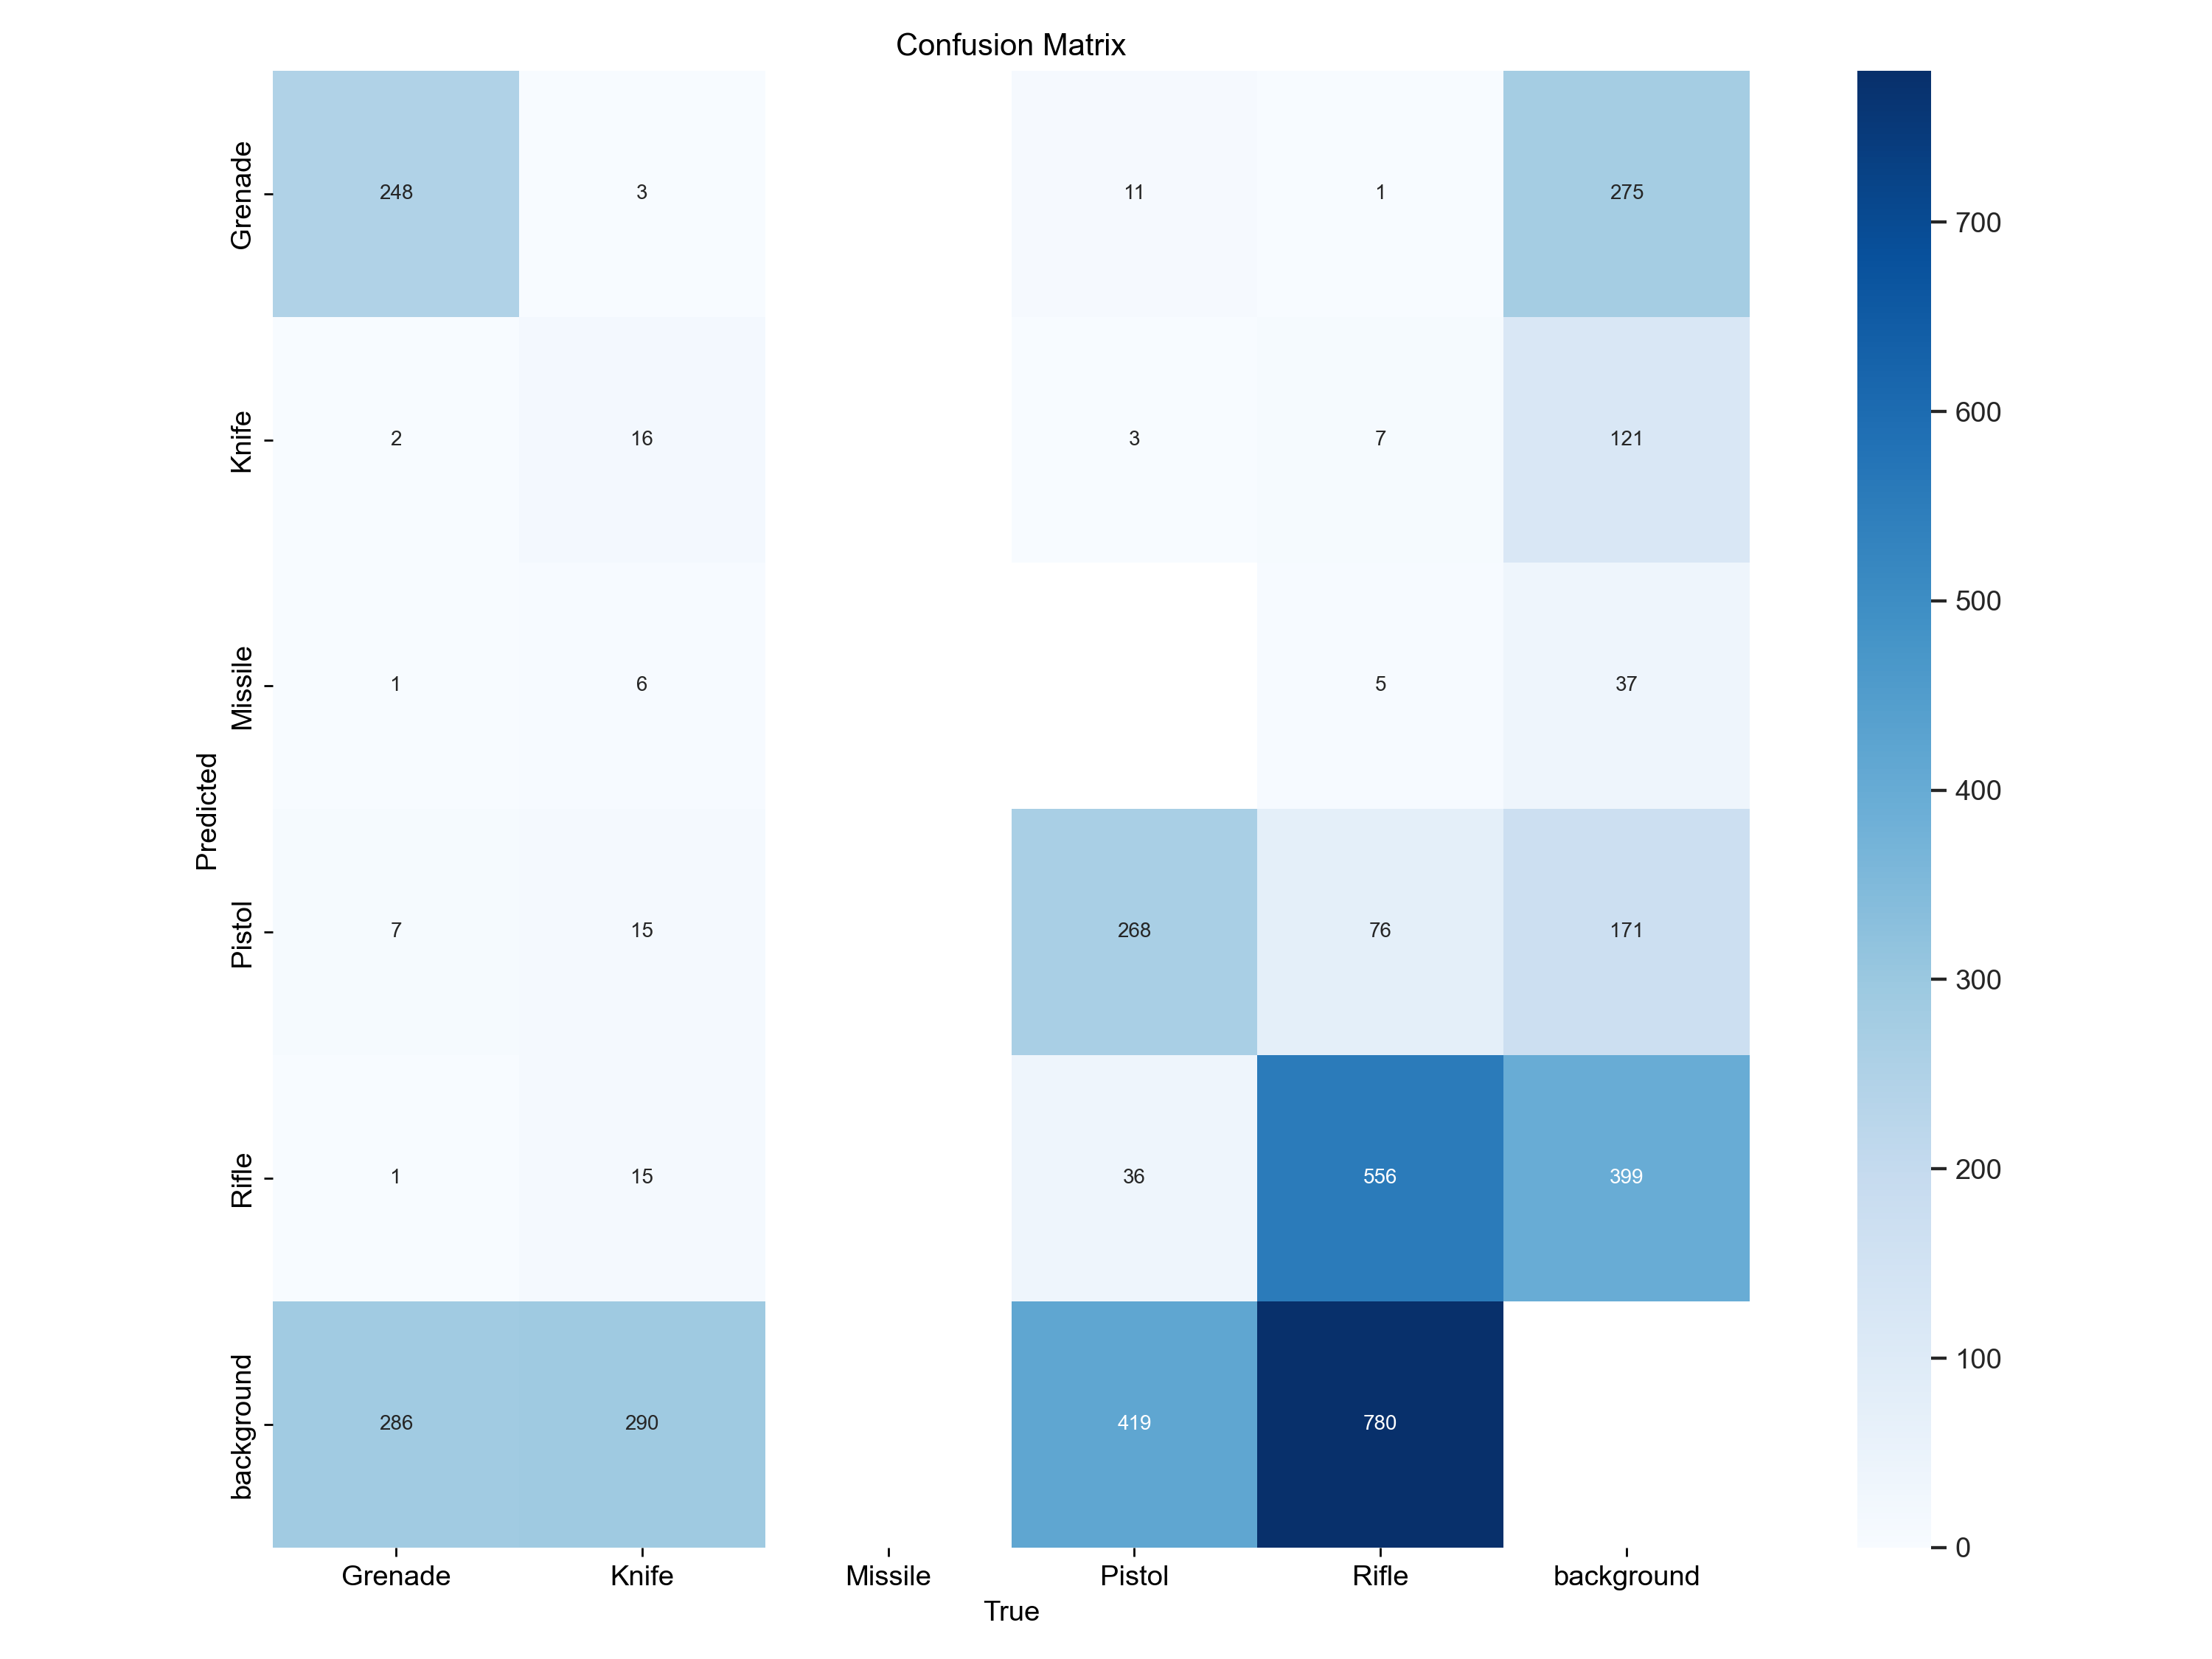 Confusion Matrix
Grenade 248 3 11 1 275
Knife 2 16 3 7 121
Missile 1 6 5 37
Pistol 7 15 268 76 171
Rifle 1 15 36 556 399
background 286 290 419 780
Predicted
Grenade Knife Missile Pistol Rifle background
True
700
600
500
400
300
200
100
0